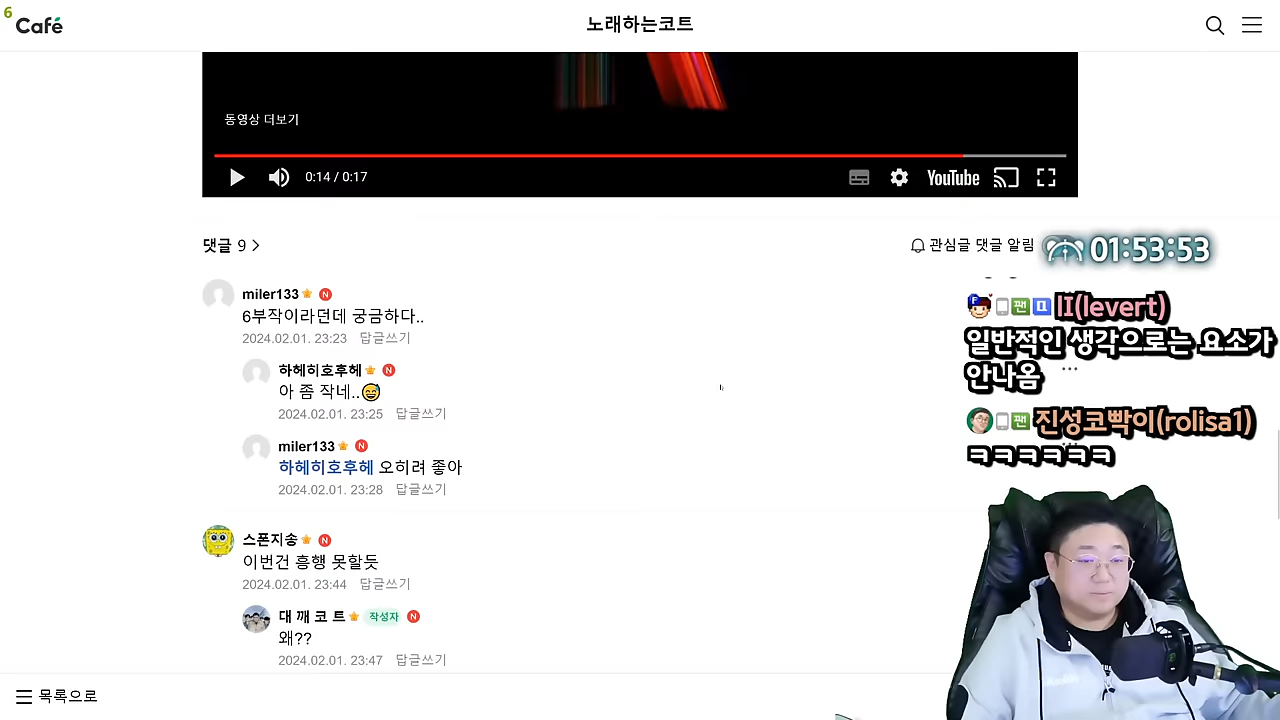 6
Café
노래하는코트
동영상 더보기
0:14 / 0:17
YouTube
댓글 9
관심글 댓글 알림
01:53:53
miler133 N
6부작이라던데 궁금하다..
2024.02.01. 23:23 답글쓰기
하헤히호후헤 N
아 좀 작네..😅
2024.02.01. 23:25 답글쓰기
miler133 N
하헤히호후헤 오히려 좋아
2024.02.01. 23:28 답글쓰기
스폰지송 N
이번건 흥행 못할듯
2024.02.01. 23:44 답글쓰기
대 깨 코 트 작성자 N
왜??
2024.02.01. 23:47 답글쓰기
목록으로
F 팬 lI(levert)
일반적인 생각으로는 요소가
안나옴
팬 진성코빡이(rolisa1)
ㅋㅋㅋㅋㅋㅋ